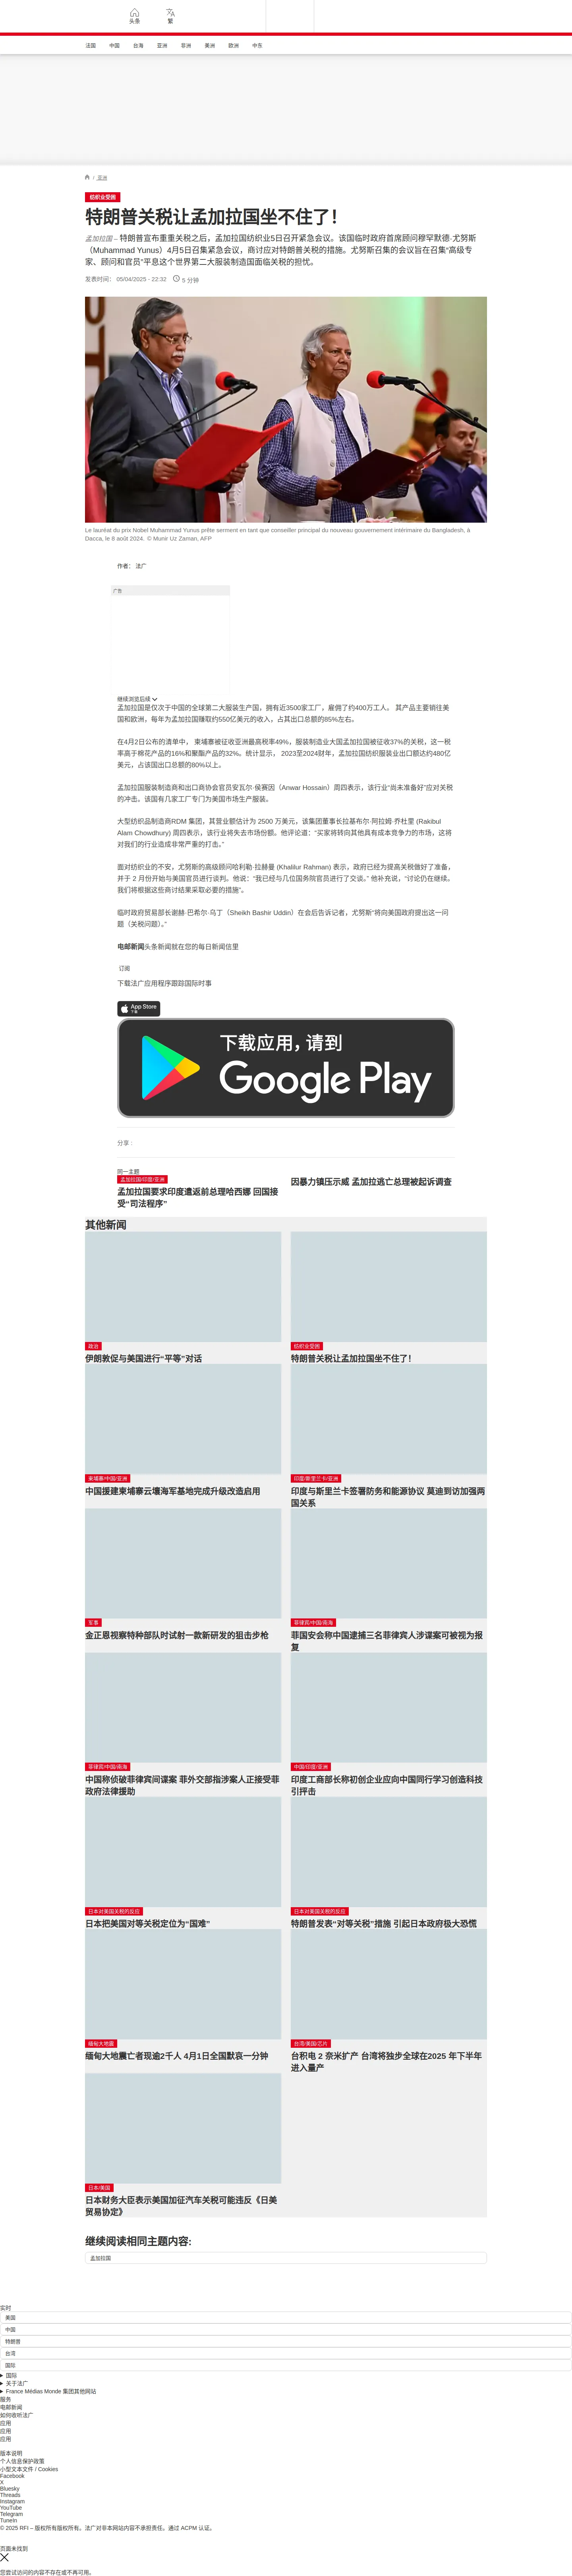 头条
繁
法国 中国 台海 亚洲 非洲 美洲 欧洲 中东
/ 亚洲
纺织业受困
特朗普关税让孟加拉国坐不住了!
孟加拉国 – 特朗普宣布重重关税之后，孟加拉国纺织业5日召开紧急会议。该国临时政府首席顾问穆罕默德·尤努斯
（Muhammad Yunus）4月5日召集紧急会议，商讨应对特朗普关税的措施。尤努斯召集的会议旨在召集“高级专
家、顾问和官员”平息这个世界第二大服装制造国面临关税的担忧。
发表时间： 05/04/2025 - 22:32 5 分钟
Le lauréat du prix Nobel Muhammad Yunus prête serment en tant que conseiller principal du nouveau gouvernement intérimaire du Bangladesh, à
Dacca, le 8 août 2024. © Munir Uz Zaman, AFP
作者： 法广
广告
继续浏览后续
孟加拉国是仅次于中国的全球第二大服装生产国，拥有近3500家工厂，雇佣了约400万工人。 其产品主要销往美
国和欧洲，每年为孟加拉国赚取约550亿美元的收入，占其出口总额的85%左右。
在4月2日公布的清单中， 柬埔寨被征收亚洲最高税率49%，服装制造业大国孟加拉国被征收37%的关税，这一税
率高于棉花产品的16%和聚酯产品的32%。统计显示， 2023至2024财年，孟加拉国纺织服装业出口额达约480亿
美元，占该国出口总额的80%以上。
孟加拉国服装制造商和出口商协会官员安瓦尔·侯赛因（Anwar Hossain）周四表示，该行业“尚未准备好”应对关税
的冲击。该国有几家工厂专门为美国市场生产服装。
大型纺织品制造商RDM 集团，其营业额估计为 2500 万美元，该集团董事长拉基布尔·阿拉姆·乔杜里 (Rakibul
Alam Chowdhury) 周四表示，该行业将失去市场份额。他评论道：“买家将转向其他具有成本竞争力的市场，这将
对我们的行业造成非常严重的打击。”
面对纺织业的不安，尤努斯的高级顾问哈利勒·拉赫曼 (Khalilur Rahman) 表示，政府已经为提高关税做好了准备，
并于 2 月份开始与美国官员进行谈判。他说：“我已经与几位国务院官员进行了交谈。” 他补充说，“讨论仍在继续。
我们将根据这些商讨结果采取必要的措施”。
临时政府贸易部长谢赫·巴希尔·乌丁（Sheikh Bashir Uddin）在会后告诉记者，尤努斯“将向美国政府提出这一问
题（关税问题）。”
电邮新闻头条新闻就在您的每日新闻信里
订阅
下载法广应用程序跟踪国际时事
App Store
下载
下载应用，请到
Google Play
分享 :
同一主题
孟加拉国/印度/亚洲
孟加拉国要求印度遣返前总理哈西娜 回国接
受“司法程序”
因暴力镇压示威 孟加拉逃亡总理被起诉调查
其他新闻
政治
伊朗敦促与美国进行“平等”对话
纺织业受困
特朗普关税让孟加拉国坐不住了!
柬埔寨/中国/亚洲
中国援建柬埔寨云壤海军基地完成升级改造启用
印度/斯里兰卡/亚洲
印度与斯里兰卡签署防务和能源协议 莫迪到访加强两
国关系
军事
金正恩视察特种部队时试射一款新研发的狙击步枪
菲律宾/中国/南海
菲国安会称中国逮捕三名菲律宾人涉谍案可被视为报
复
菲律宾/中国/南海
中国称侦破菲律宾间谍案 菲外交部指涉案人正接受菲
政府法律援助
中国/印度/亚洲
印度工商部长称初创企业应向中国同行学习创造科技
引抨击
日本对美国关税的反应
日本把美国对等关税定位为“国难”
日本对美国关税的反应
特朗普发表“对等关税”措施 引起日本政府极大恐慌
缅甸大地震
缅甸大地震亡者现逾2千人 4月1日全国默哀一分钟
台湾/美国/芯片
台积电 2 奈米扩产 台湾将独步全球在2025 年下半年
进入量产
日本/美国
日本财务大臣表示美国加征汽车关税可能违反《日美
贸易协定》
继续阅读相同主题内容:
孟加拉国
实时
美国
中国
特朗普
台湾
国际
国际
关于法广
France Médias Monde 集团其他网站
服务
电邮新闻
如何收听法广
应用
应用
应用
版本说明
个人信息保护政策
小型文本文件 / Cookies
Facebook
X
Bluesky
Threads
Instagram
YouTube
Telegram
TuneIn
© 2025 RFI – 版权所有版权所有。法广对非本网站内容不承担责任。通过 ACPM 认证。
页面未找到
您尝试访问的内容不存在或不再可用。